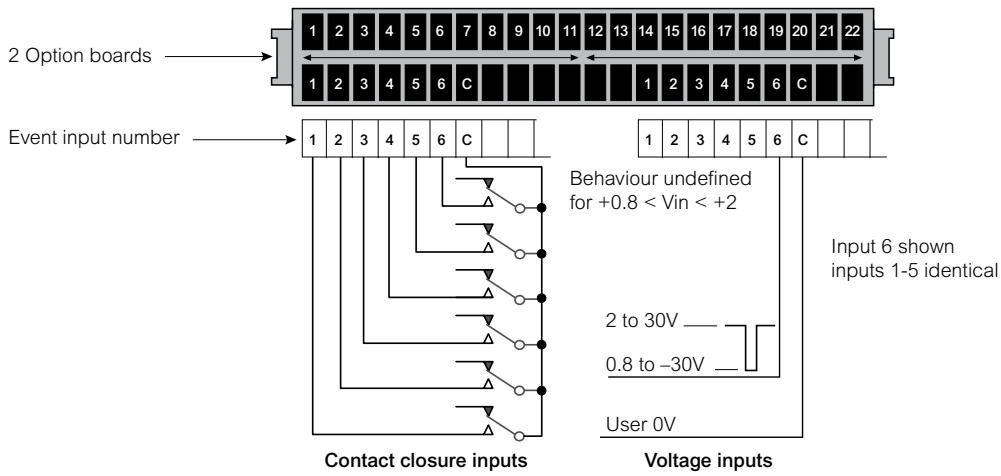 1 2 3 4 5 6 7 8 9 10 11 12 13 14 15 16 17 18 19 20 21 22
2 Option boards
1 2 3 4 5 6 C 1 2 3 4 5 6 C
Event input number
1 2 3 4 5 6 C 1 2 3 4 5 6 C
Behaviour undefined
for +0.8 < Vin < +2
Input 6 shown
inputs 1-5 identical
2 to 30V
0.8 to –30V
User 0V
Contact closure inputs
Voltage inputs